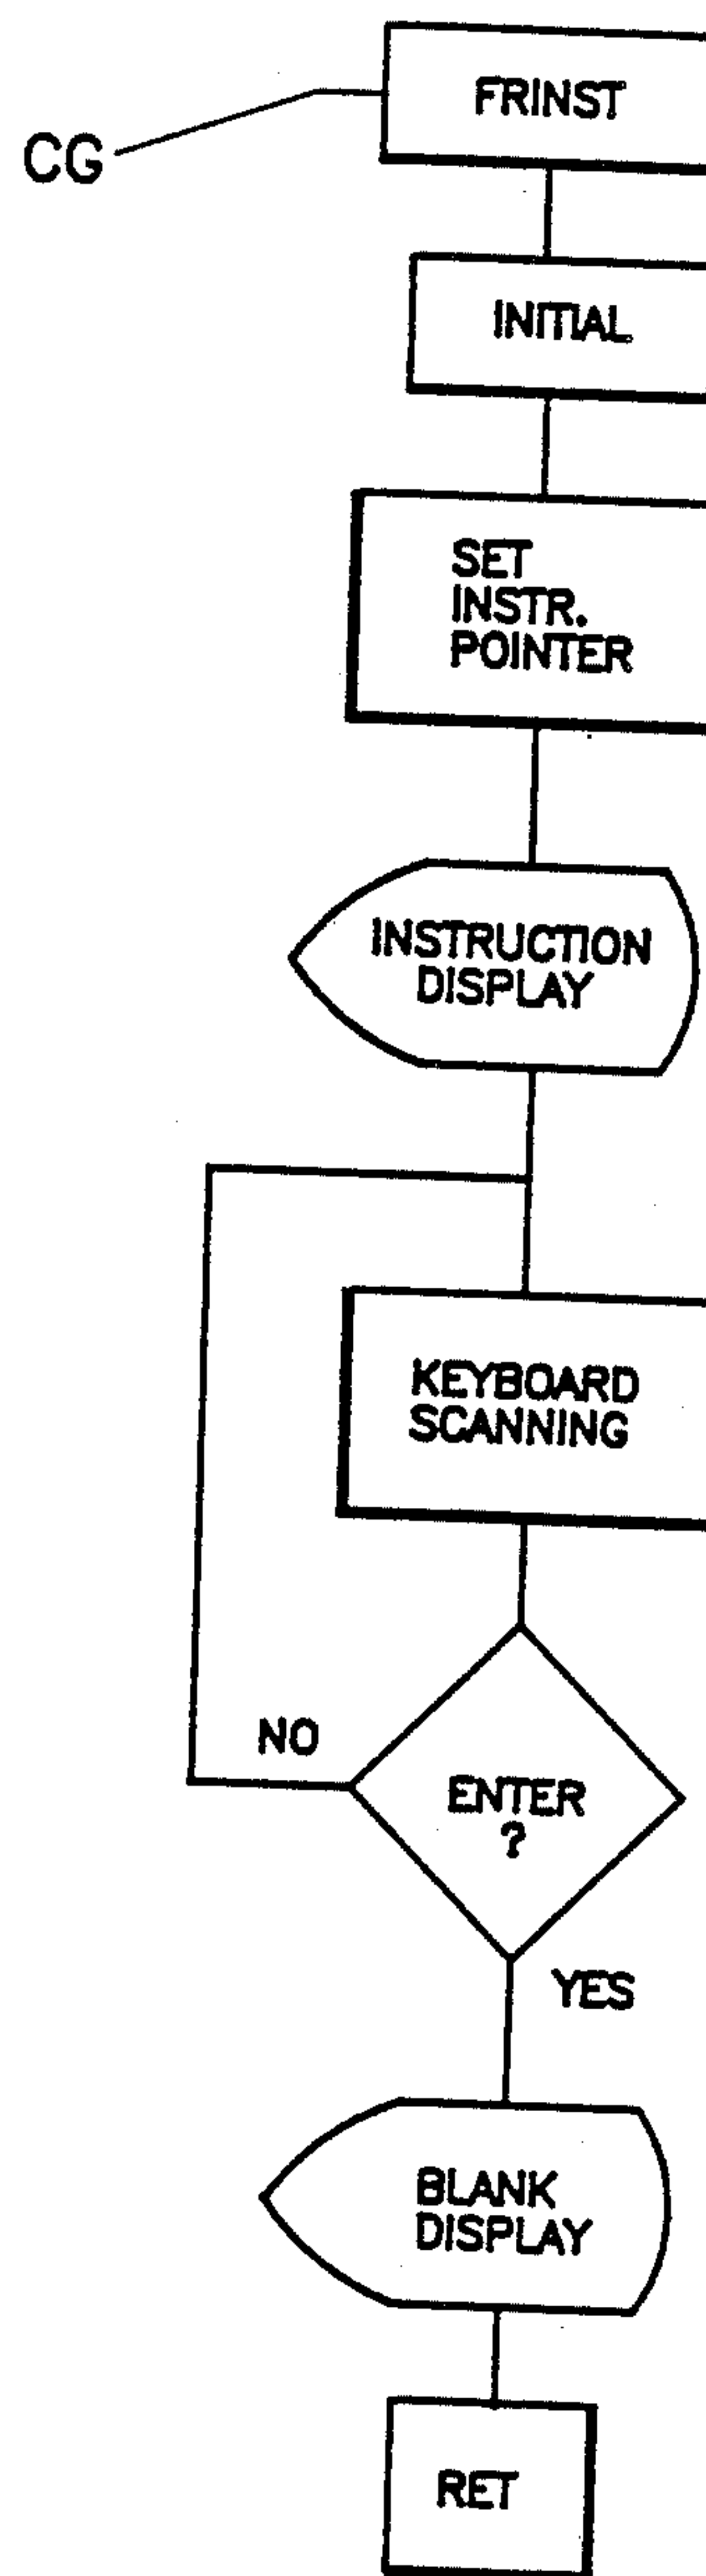 FRINST
CG
INITIAL
SET
INSTR.
POINTER
INSTRUCTION
DISPLAY
KEYBOARD
SCANNING
NO
ENTER
?
YES
BLANK
DISPLAY
RET